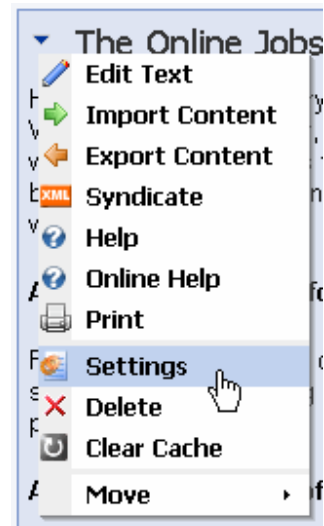 The Online Jobs
Edit Text
Import Content
Export Content
XML Syndicate
Help
Online Help
Print
Settings
Delete
Clear Cache
Move